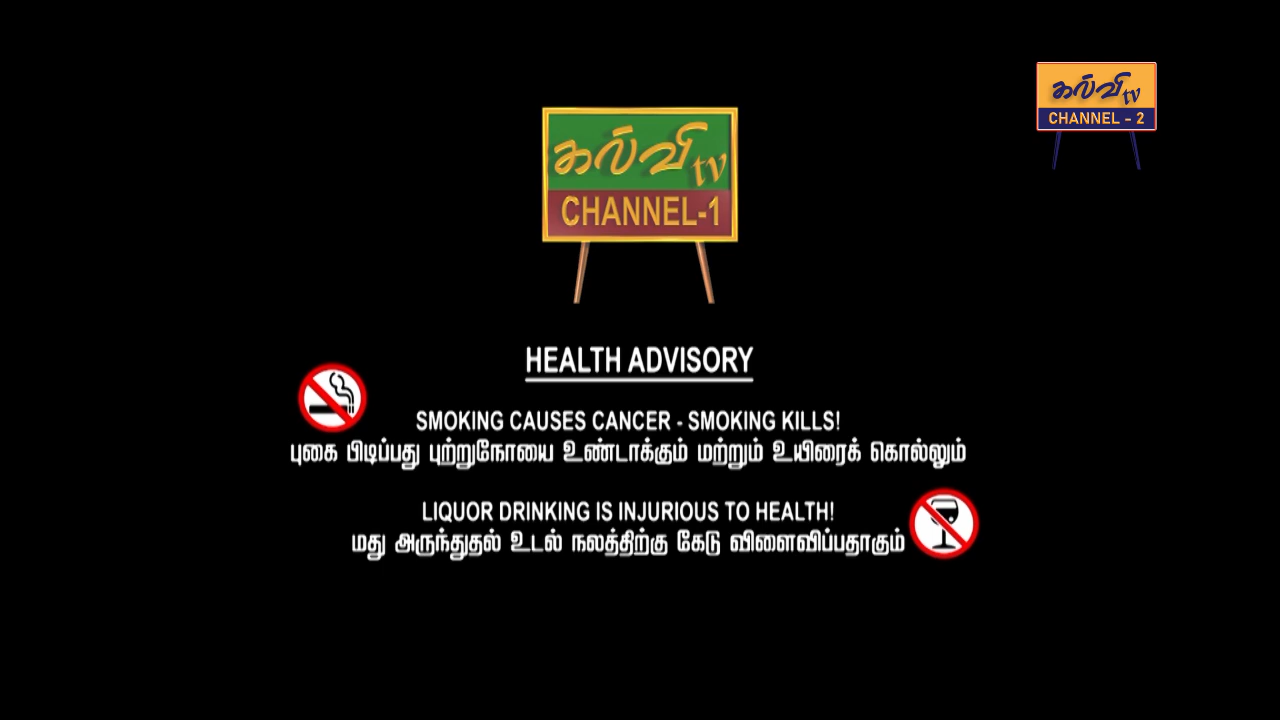 கல்வி tv
CHANNEL - 2
கல்வி tv
CHANNEL-1
HEALTH ADVISORY
SMOKING CAUSES CANCER - SMOKING KILLS!
புகை பிடிப்பது புற்றுநோயை உண்டாக்கும் மற்றும் உயிரைக் கொல்லும்
LIQUOR DRINKING IS INJURIOUS TO HEALTH!
மது அருந்துதல் உடல் நலத்திற்கு கேடு விளைவிப்பதாகும்